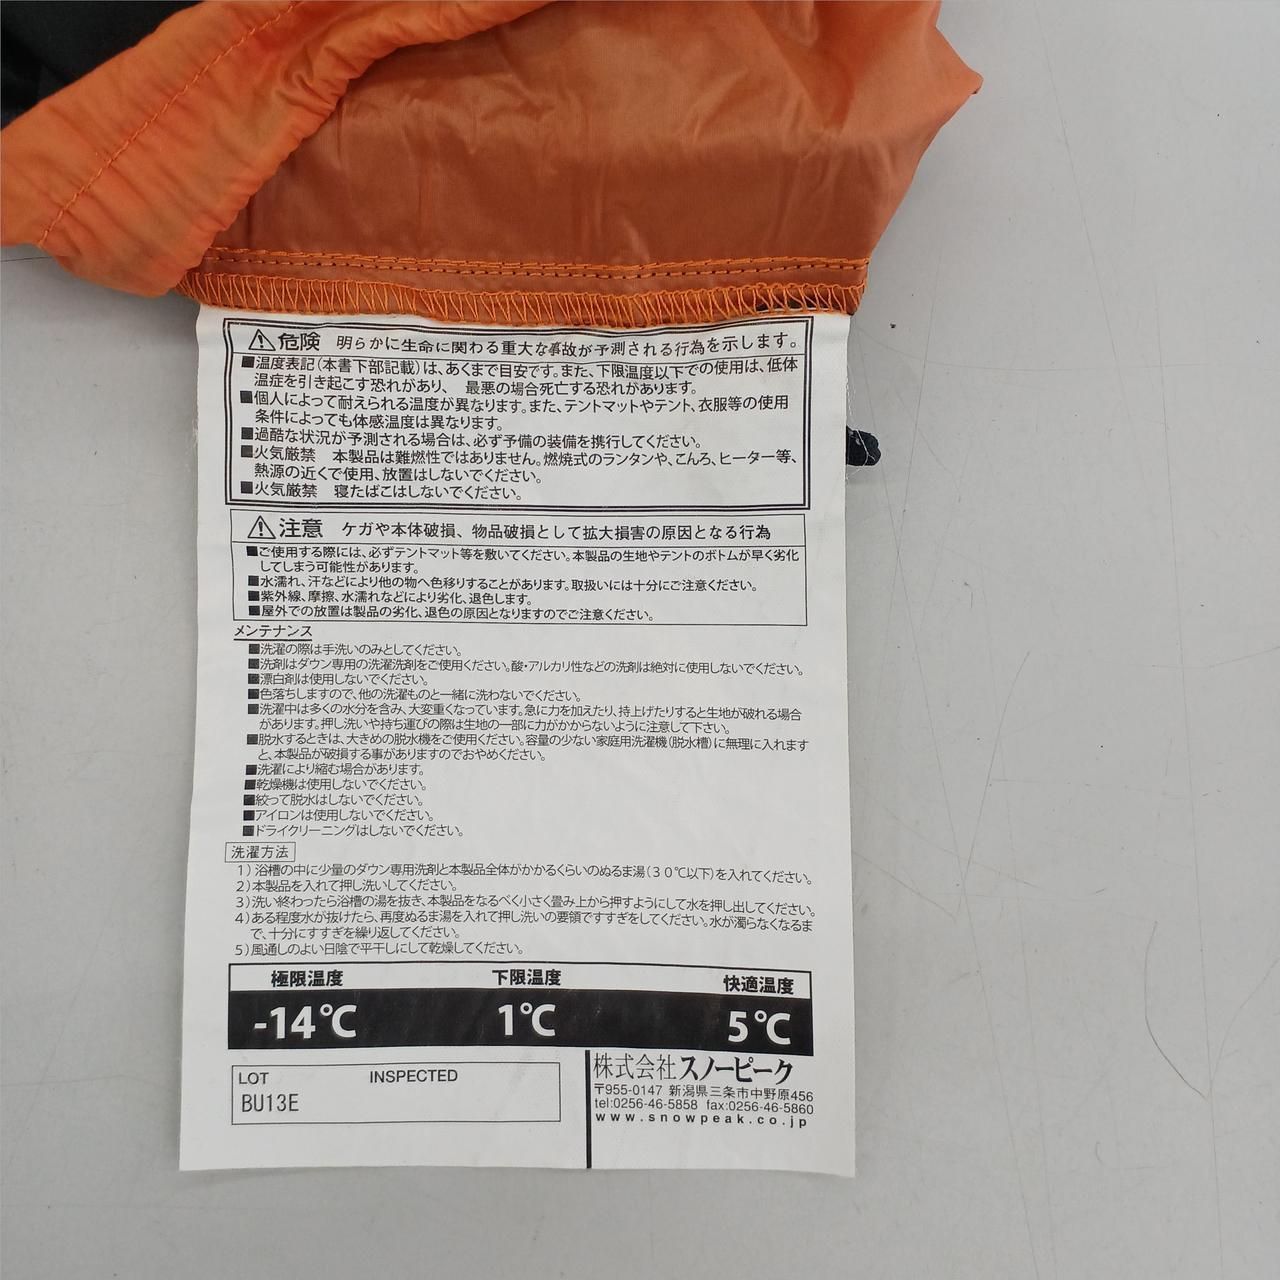 ⚠危険 明らかに生命に関わる重大な事故が予測される行為を示します。
■温度表記(本書下部記載)は、あくまで目安です。また、下限温度以下での使用は、低体
温症を引き起こす恐れがあり、 最悪の場合死亡する恐れがあります。
■個人によって耐えられる温度が異なります。また、テントマットやテント、衣服等の使用
条件によっても体感温度は異なります。
■過酷な状況が予測される場合は、必ず予備の装備を携行してください。
■火気厳禁 本製品は難燃性ではありません。燃焼式のランタンや、こんろ、ヒーター等、
熱源の近くで使用、放置はしないでください。
■火気厳禁 寝たばこはしないでください。
⚠注意 ケガや本体破損、物品破損として拡大損害の原因となる行為
■ご使用する際には、必ずテントマット等を敷いてください。本製品の生地やテントのボトムが早く劣化
してしまう可能性があります。
■水濡れ、汗などにより他の物へ色移りすることがあります。取扱いには十分にご注意ください。
■紫外線、摩擦、水濡れなどにより劣化、退色します。
■屋外での放置は製品の劣化、退色の原因となりますのでご注意ください。
メンテナンス
■洗濯の際は手洗いのみとしてください。
■洗剤はダウン専用の洗濯洗剤をご使用ください。酸・アルカリ性などの洗剤は絶対に使用しないでください。
■漂白剤は使用しないでください。
■色落ちしますので、他の洗濯ものと一緒に洗わないでください。
■洗濯中は多くの水分を含み、大変重くなっています。急に力を加えたり、持上げたりすると生地が破れる場合
があります。押し洗いや持ち運びの際は生地の一部に力がかからないように注意して下さい。
■脱水するときは、大きめの脱水機をご使用ください。容量の少ない家庭用洗濯機(脱水槽)に無理に入れます
と、本製品が破損する事がありますのでおやめください。
■洗濯により縮む場合があります。
■乾燥機は使用しないでください。
■絞って脱水はしないでください。
■アイロンは使用しないでください。
■ドライクリーニングはしないでください。
洗濯方法
1)浴槽の中に少量のダウン専用洗剤と本製品全体がかかるくらいのぬるま湯(30℃以下)を入れてください。
2)本製品を入れて押し洗いしてください。
3)洗い終わったら浴槽の湯を抜き、本製品をなるべく小さく畳み上から押すようにして水を押し出してください。
4)ある程度水が抜けたら、再度ぬるま湯を入れて押し洗いの要領ですすぎをしてください。水が濁らなくなるま
で、十分にすすぎを繰り返してください。
5)風通しのよい日陰で平干しにして乾燥してください。
極限温度 下限温度 快適温度
-14℃ 1℃ 5℃
LOT INSPECTED
BU13E
株式会社スノーピーク
〒955-0147 新潟県三条市中野原456
tel:0256-46-5858 fax:0256-46-5860
www.snowpeak.co.jp